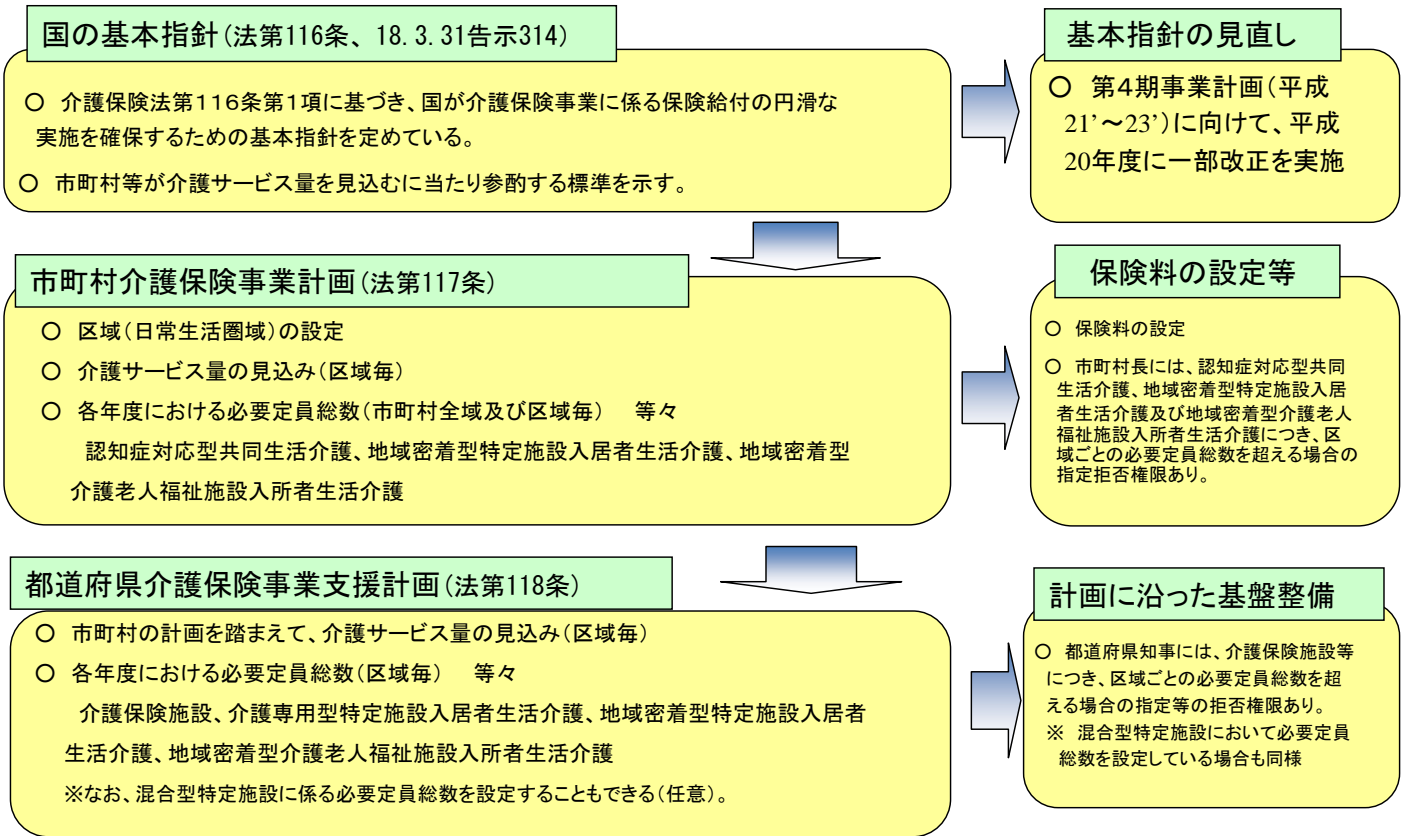 国の基本指針（法第116条、18.3.31告示314）
○　介護保険法第１１６条第１項に基づき、国が介護保険事業に係る保険給付の円滑な
実施を確保するための基本指針を定めている。
○　市町村等が介護サービス量を見込むに当たり参酌する標準を示す。
基本指針の見直し
○　第４期事業計画（平成
21’～23’）に向けて、平成
20年度に一部改正を実施
市町村介護保険事業計画（法第117条）
○　区域（日常生活圏域）の設定
○　介護サービス量の見込み（区域毎）
○　各年度における必要定員総数（市町村全域及び区域毎）　等々
認知症対応型共同生活介護、地域密着型特定施設入居者生活介護、地域密着型
介護老人福祉施設入所者生活介護
保険料の設定等
○　保険料の設定
○　市町村長には、認知症対応型共同
生活介護、地域密着型特定施設入居
者生活介護及び地域密着型介護老人
福祉施設入所者生活介護につき、区
域ごとの必要定員総数を超える場合の
指定拒否権限あり。
都道府県介護保険事業支援計画（法第118条）
○　市町村の計画を踏まえて、介護サービス量の見込み（区域毎）
○　各年度における必要定員総数（区域毎）　等々
介護保険施設、介護専用型特定施設入居者生活介護、地域密着型特定施設入居者
生活介護、地域密着型介護老人福祉施設入所者生活介護
※なお、混合型特定施設に係る必要定員総数を設定することもできる（任意）。
計画に沿った基盤整備
○　都道府県知事には、介護保険施設等
につき、区域ごとの必要定員総数を超
える場合の指定等の拒否権限あり。
※　混合型特定施設において必要定員
総数を設定している場合も同様